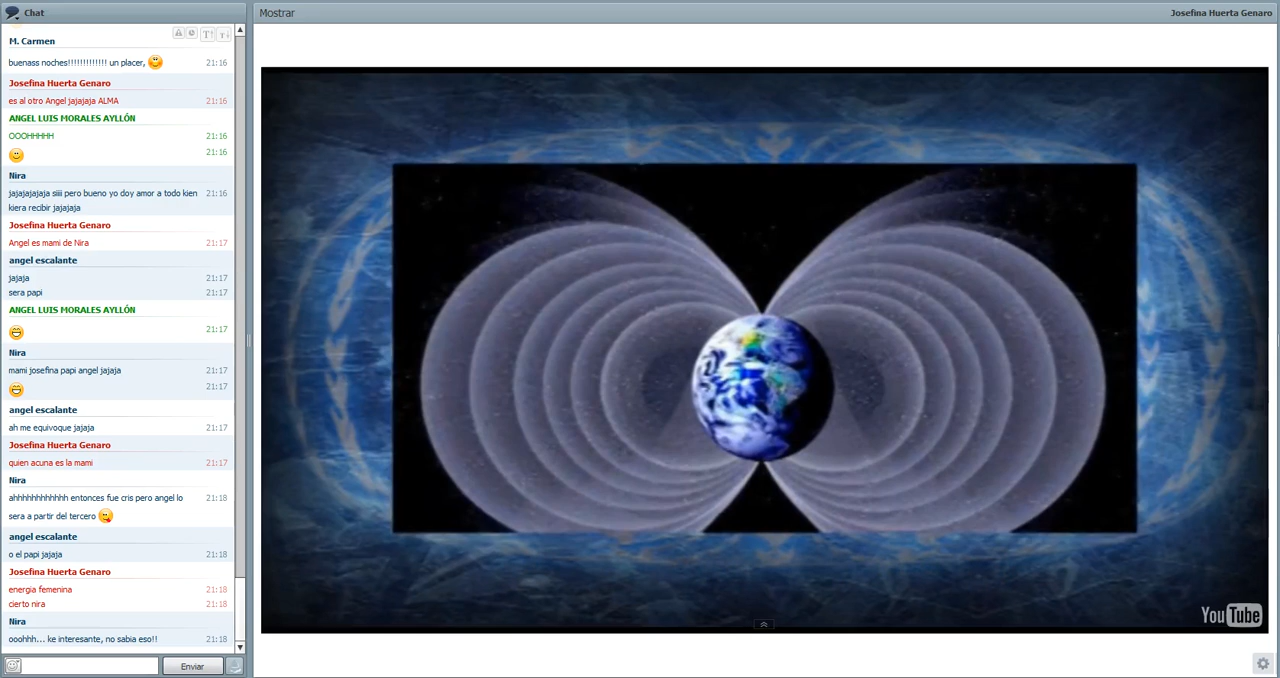 Chat
M. Carmen
buenass noches!!!!!!!!!!!!! un placer, 21:16
Josefina Huerta Genaro
es al otro Angel jajajaja ALMA 21:16
ANGEL LUIS MORALES AYLLÓN
OOOHHHHH 21:16
21:16
Nira
jajajajajaja siiii pero bueno yo doy amor a todo kien 21:16
kiera recibir jajajaja
Josefina Huerta Genaro
Angel es mami de Nira 21:17
angel escalante
jajaja 21:17
sera papi 21:17
ANGEL LUIS MORALES AYLLÓN
21:17
Nira
mami josefina papi angel jajaja 21:17
21:17
angel escalante
ah me equivoque jajaja 21:17
Josefina Huerta Genaro
quien acuna es la mami 21:17
Nira
ahhhhhhhhhhhh entonces fue cris pero angel lo 21:18
sera a partir del tercero
angel escalante
o el papi jajaja 21:18
Josefina Huerta Genaro
energia femenina 21:18
cierto nira 21:18
Nira
ooohhh... ke interesante, no sabia eso!! 21:18
Enviar
Mostrar
Josefina Huerta Genaro
YouTube